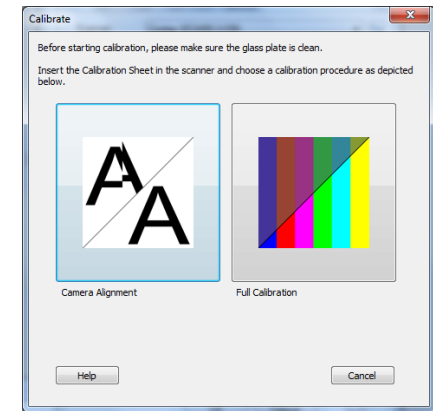 Calibrate
Before starting calibration, please make sure the glass plate is clean.
Insert the Calibration Sheet in the scanner and choose a calibration procedure as depicted
below.
A
A
Camera Alignment
Full Calibration
Help
Cancel